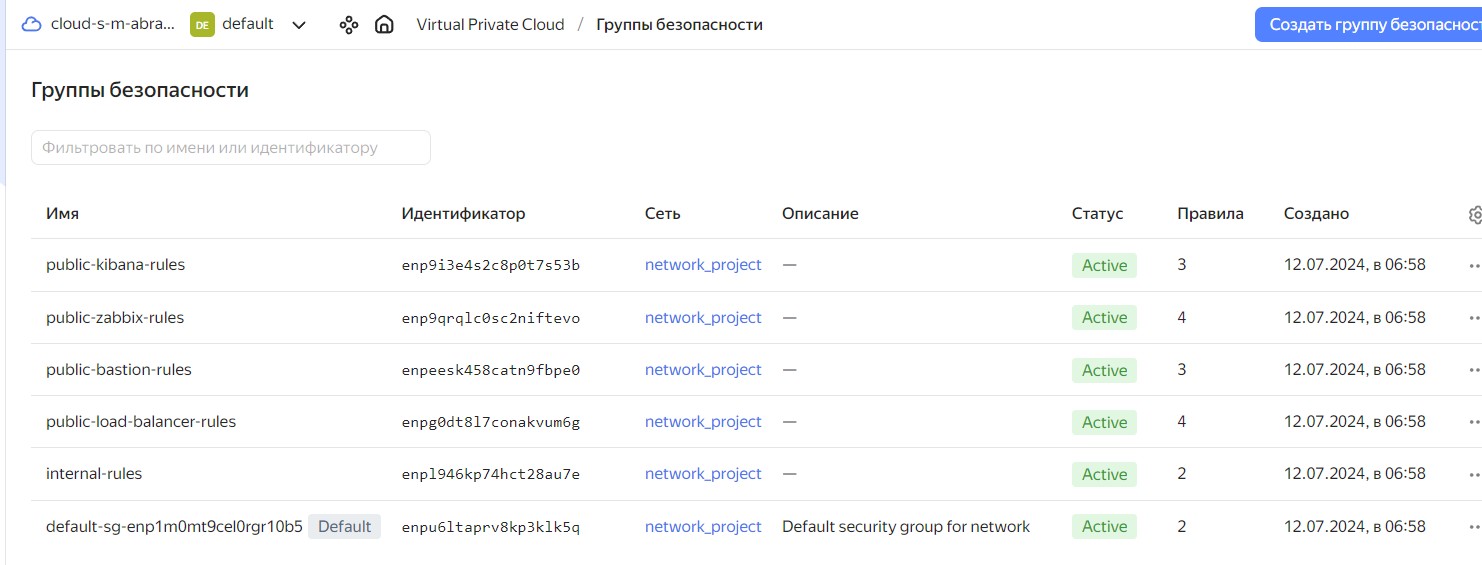 cloud-s-m-abra... DE default Virtual Private Cloud / Группы безопасности Создать группу безопасност
Группы безопасности
Фильтровать по имени или идентификатору
Имя Идентификатор Сеть Описание Статус Правила Создано
public-kibana-rules enp9i3e4s2c8p0t7s53b network_project — Active 3 12.07.2024, в 06:58
public-zabbix-rules enp9qrqlc0sc2niftevo network_project — Active 4 12.07.2024, в 06:58
public-bastion-rules enpeesk458catn9fbpe0 network_project — Active 3 12.07.2024, в 06:58
public-load-balancer-rules enpg0dt8l7conakvum6g network_project — Active 4 12.07.2024, в 06:58
internal-rules enpl946kp74hct28au7e network_project — Active 2 12.07.2024, в 06:58
default-sg-enp1m0mt9cel0rgr10b5 Default enpu6ltaprv8kp3klk5q network_project Default security group for network Active 2 12.07.2024, в 06:58